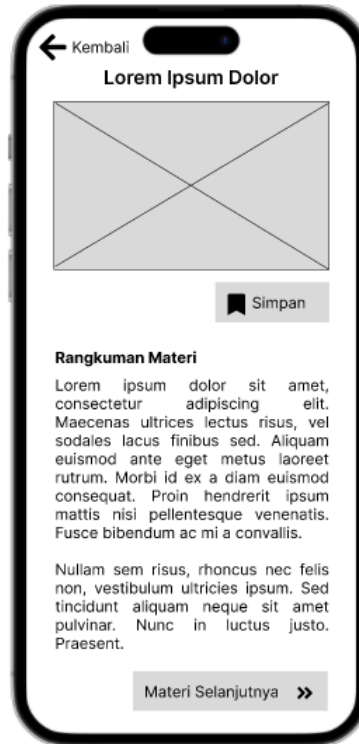 Kembali
Lorem Ipsum Dolor
Simpan
Rangkuman Materi
Lorem ipsum dolor sit amet,
consectetur adipiscing elit.
Maecenas ultrices lectus risus, vel
sodales lacus finibus sed. Aliquam
euismod ante eget metus laoreet
rutrum. Morbi id ex a diam euismod
consequat. Proin hendrerit ipsum
mattis nisi pellentesque venenatis.
Fusce bibendum ac mi a convallis.
Nullam sem risus, rhoncus nec felis
non, vestibulum ultricies ipsum. Sed
tincidunt aliquam neque sit amet
pulvinar. Nunc in luctus justo.
Praesent.
Materi Selanjutnya »